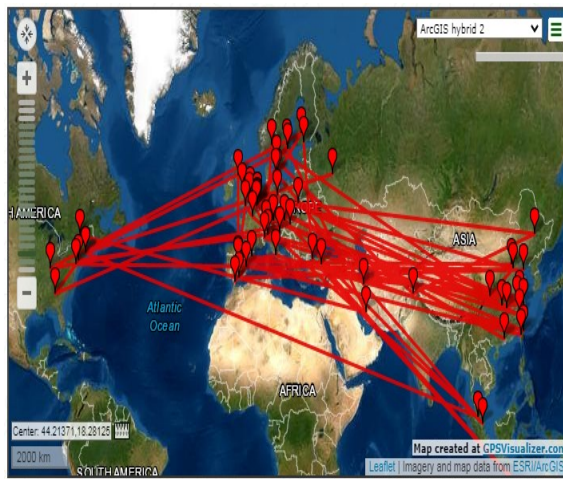 ArcGIS hybrid 2
H AMERICA
ASIA
Atlantic
Ocean
AFRICA
Center: 44.21371,18.28125
2000 km
SOUTH AMERICA
Map created at GPSVisualizer.com
Leaflet | Imagery and map data from ESRI/ArcGIS